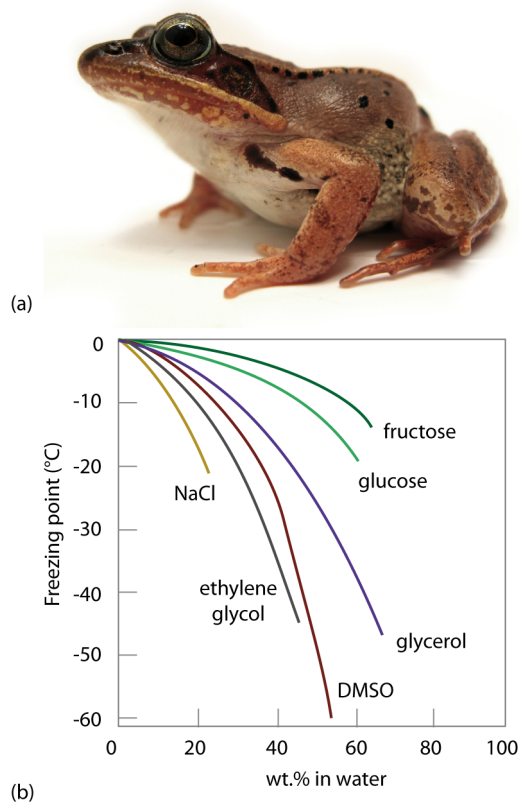 (a)
0
-10
-20
-30
-40
-50
-60
Freezing point (°C)
fructose
glucose
NaCl
ethylene
glycol
glycerol
DMSO
0 20 40 60 80 100
wt.% in water
(b)